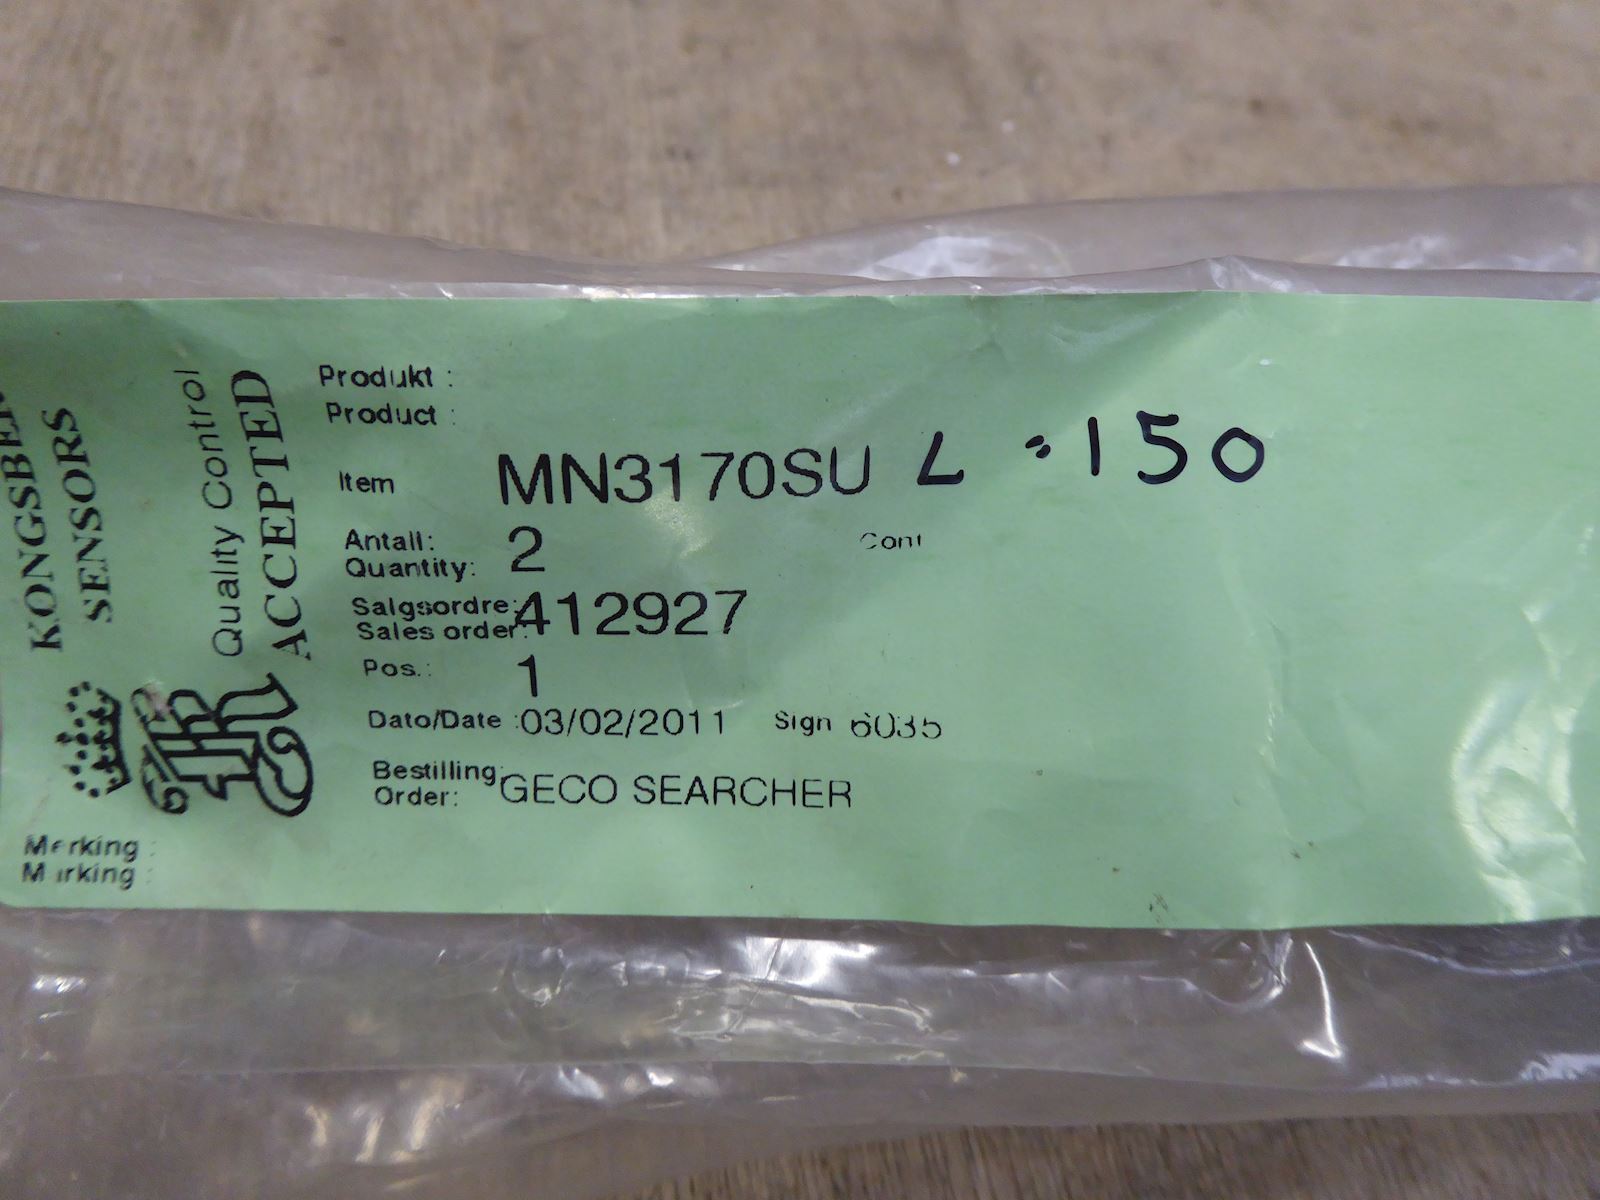 SENSORS
Quality Control
ACCEPTED
Produkt :
Product :
Item MN3170SU L = 150
Antall:
Quantity: 2 Cont
Salgsordre:
Sales order: 412927
Pos.: 1
Dato/Date :03/02/2011 Sign 6035
Bestilling:
Order: GECO SEARCHER
Merking :
Marking :